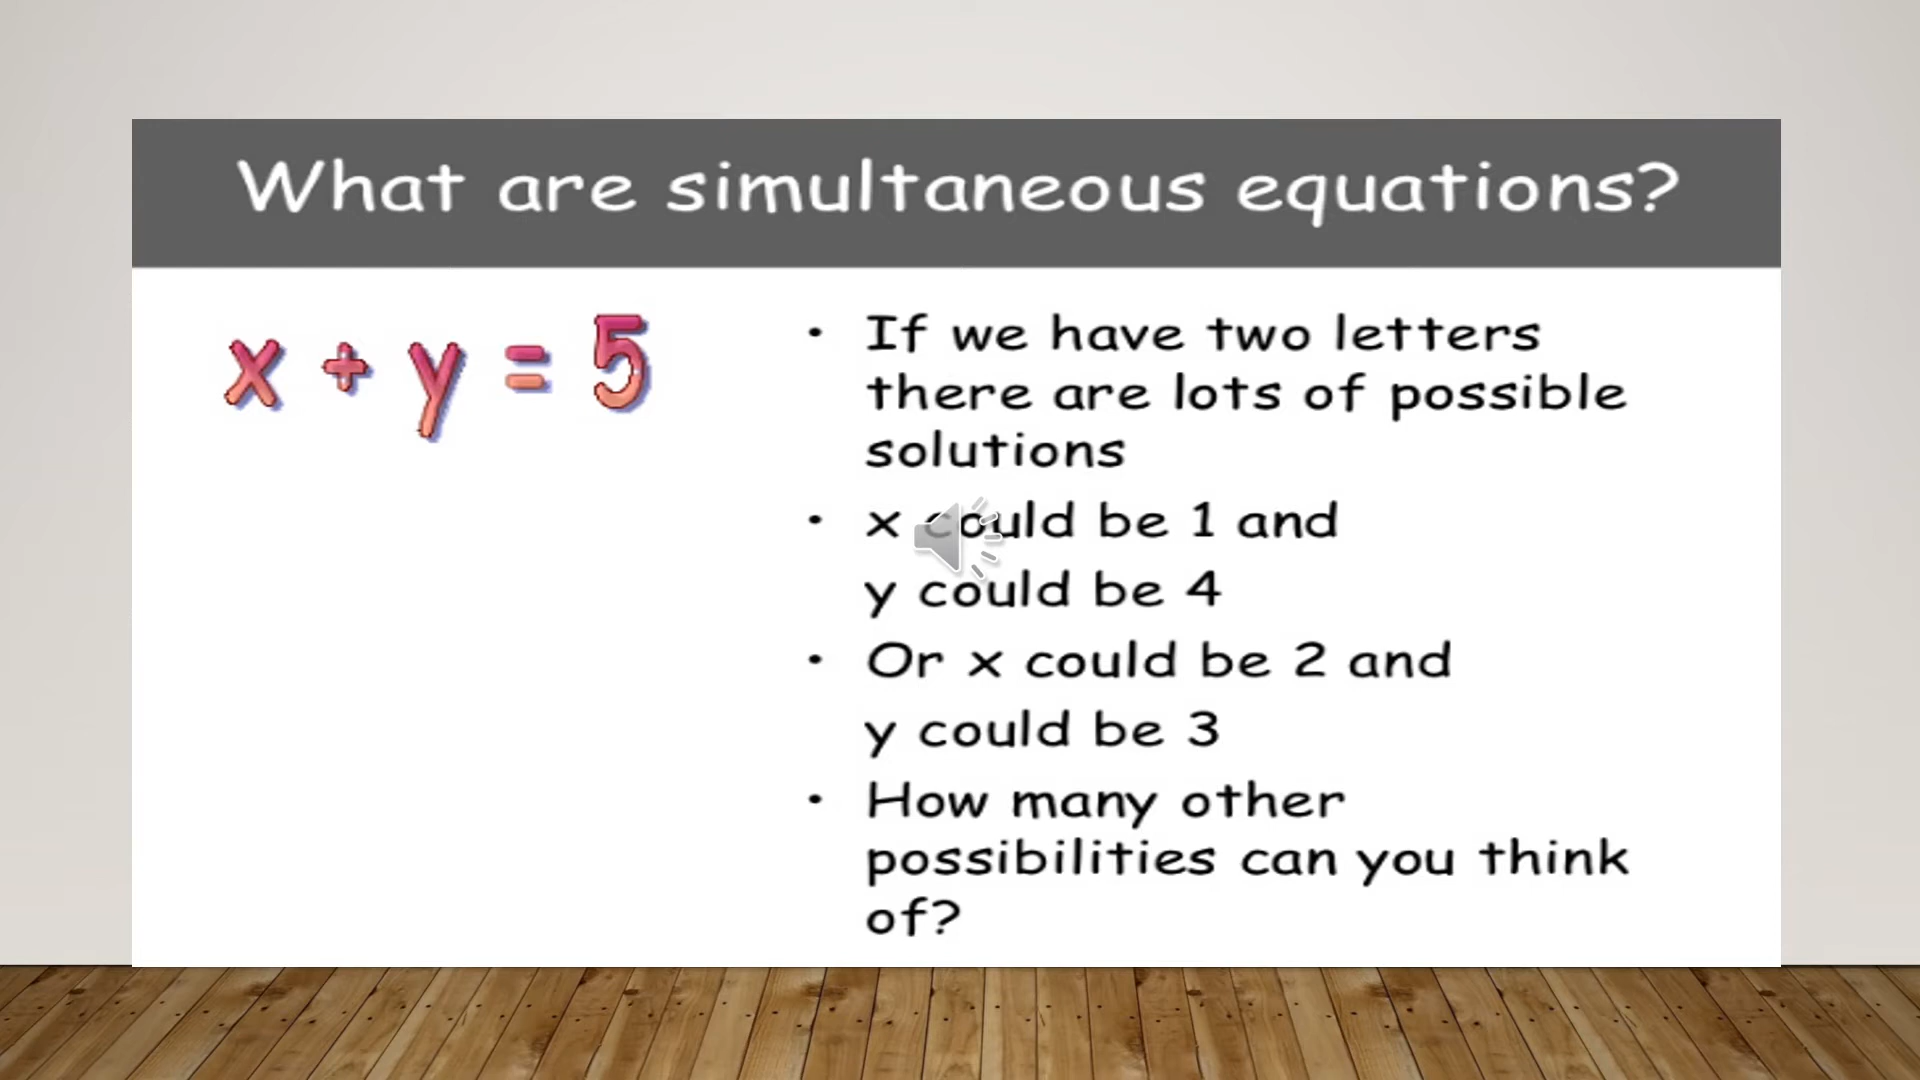 What are simultaneous equations?
x + y = 5
• If we have two letters
there are lots of possible
solutions
• x could be 1 and
y could be 4
• Or x could be 2 and
y could be 3
• How many other
possibilities can you think
of?